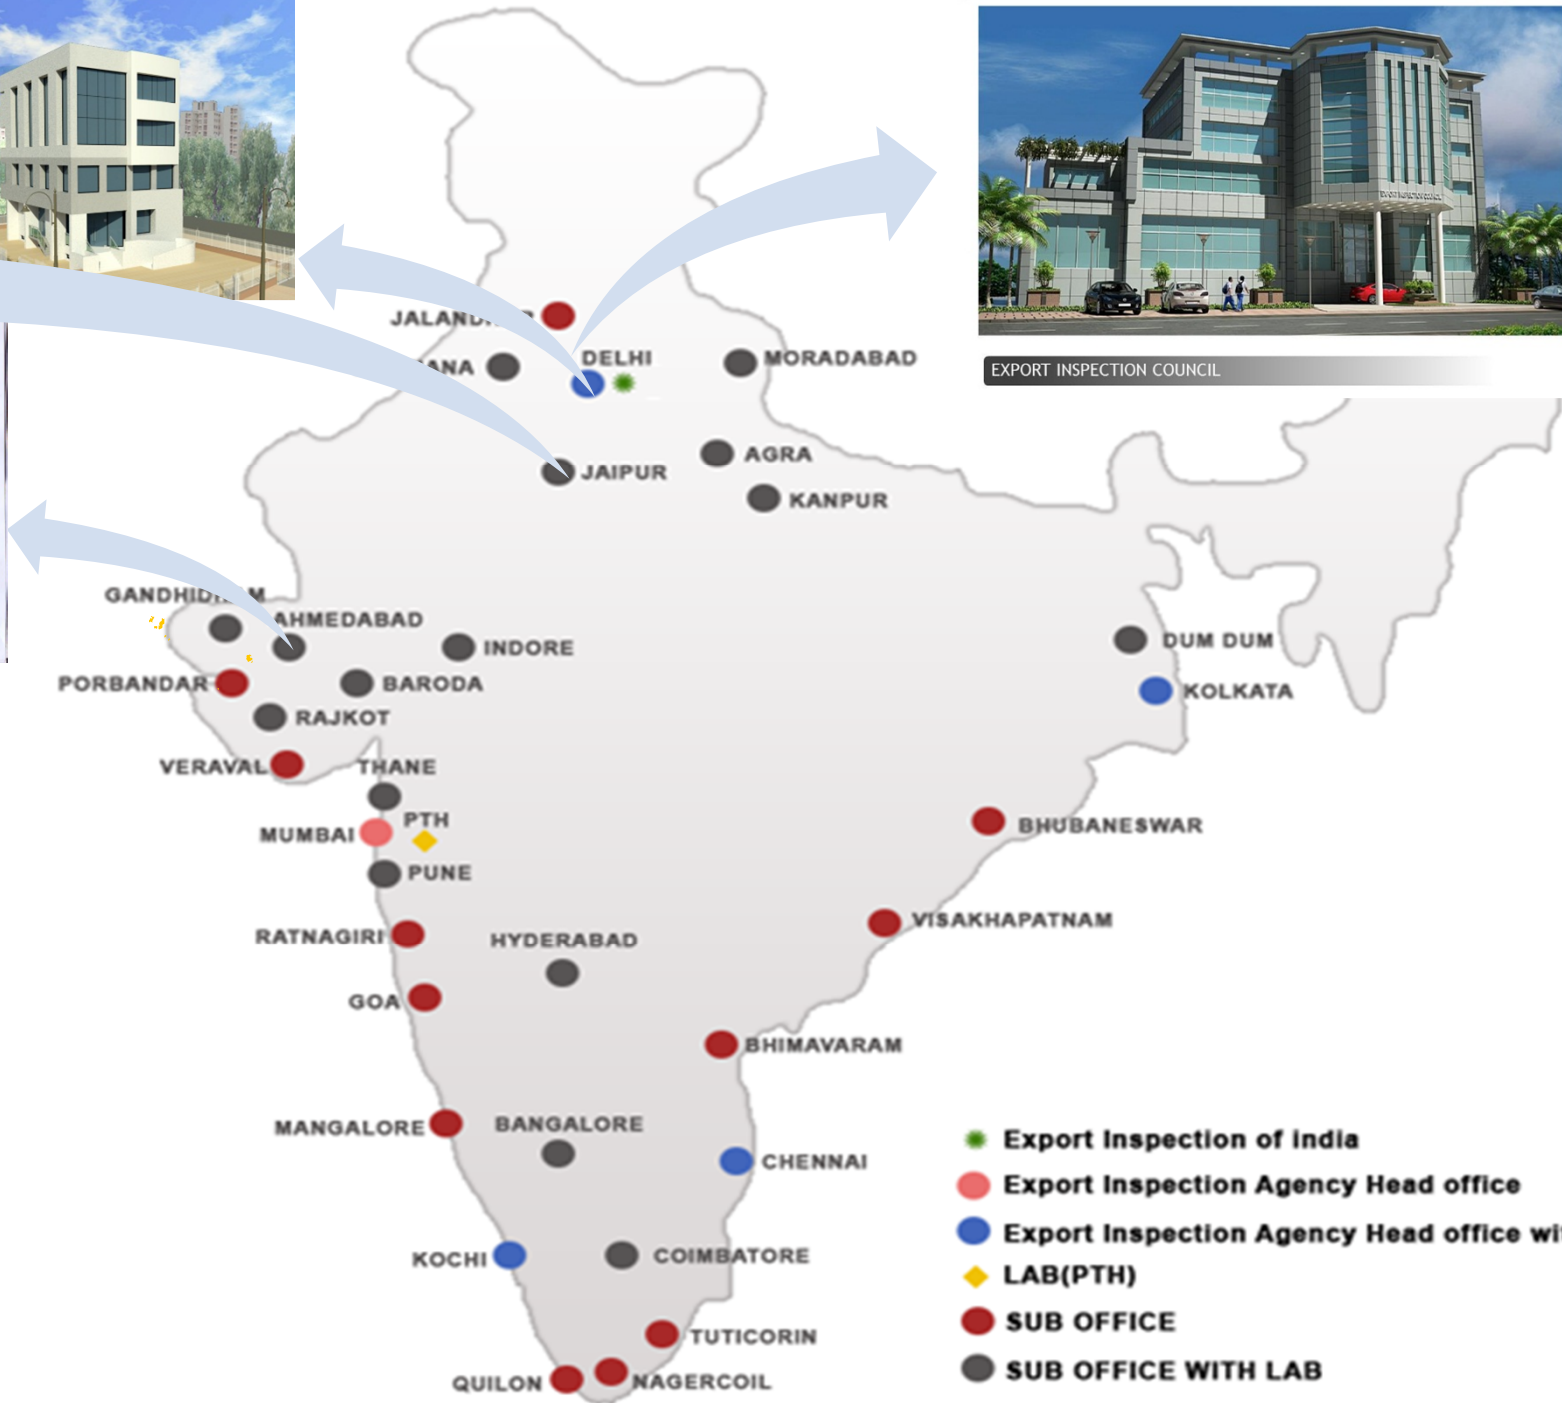 EXPORT INSPECTION COUNCIL
DELHI
MORADABAD
AGRA
JAIPUR
KANPUR
AHMEDABAD
INDORE
DUM DUM
PORBANDAR
BARODA
KOLKATA
RAJKOT
VERAVAL
THANE
PTH
MUMBAI
BHUBANESWAR
PUNE
RATNAGIRI
HYDERABAD
VISAKHAPATNAM
GOA
BHIMAVARAM
MANGALORE
BANGALORE
CHENNAI
KOCHI
COIMBATORE
TUTICORIN
QUILON
NAGERCOIL
Export Inspection of india
Export Inspection Agency Head office
Export Inspection Agency Head office
LAB(PTH)
SUB OFFICE
SUB OFFICE WITH LAB